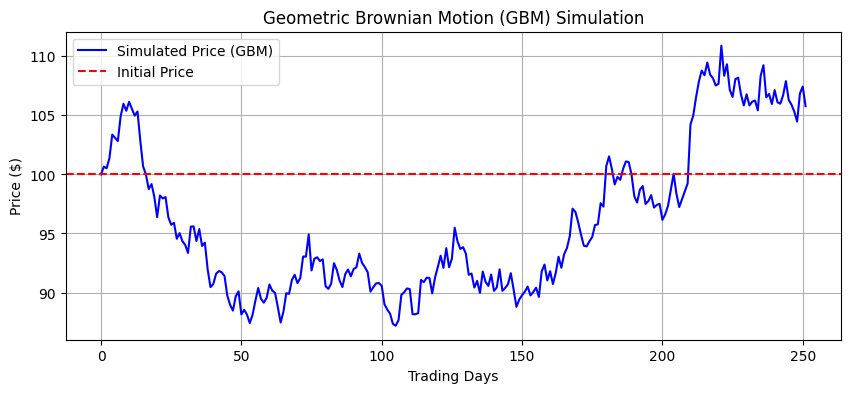 Geometric Brownian Motion (GBM) Simulation
Simulated Price (GBM)
Initial Price
Price ($)
110
105
100
95
90
0 50 100 150 200 250
Trading Days